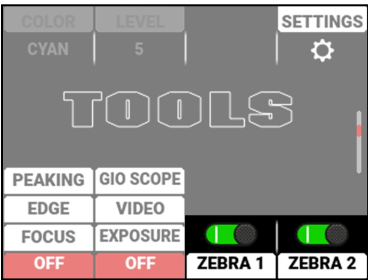 COLOR LEVEL SETTINGS
CYAN 5
TOOLS
PEAKING GIO SCOPE
EDGE VIDEO
FOCUS EXPOSURE
OFF OFF ZEBRA 1 ZEBRA 2